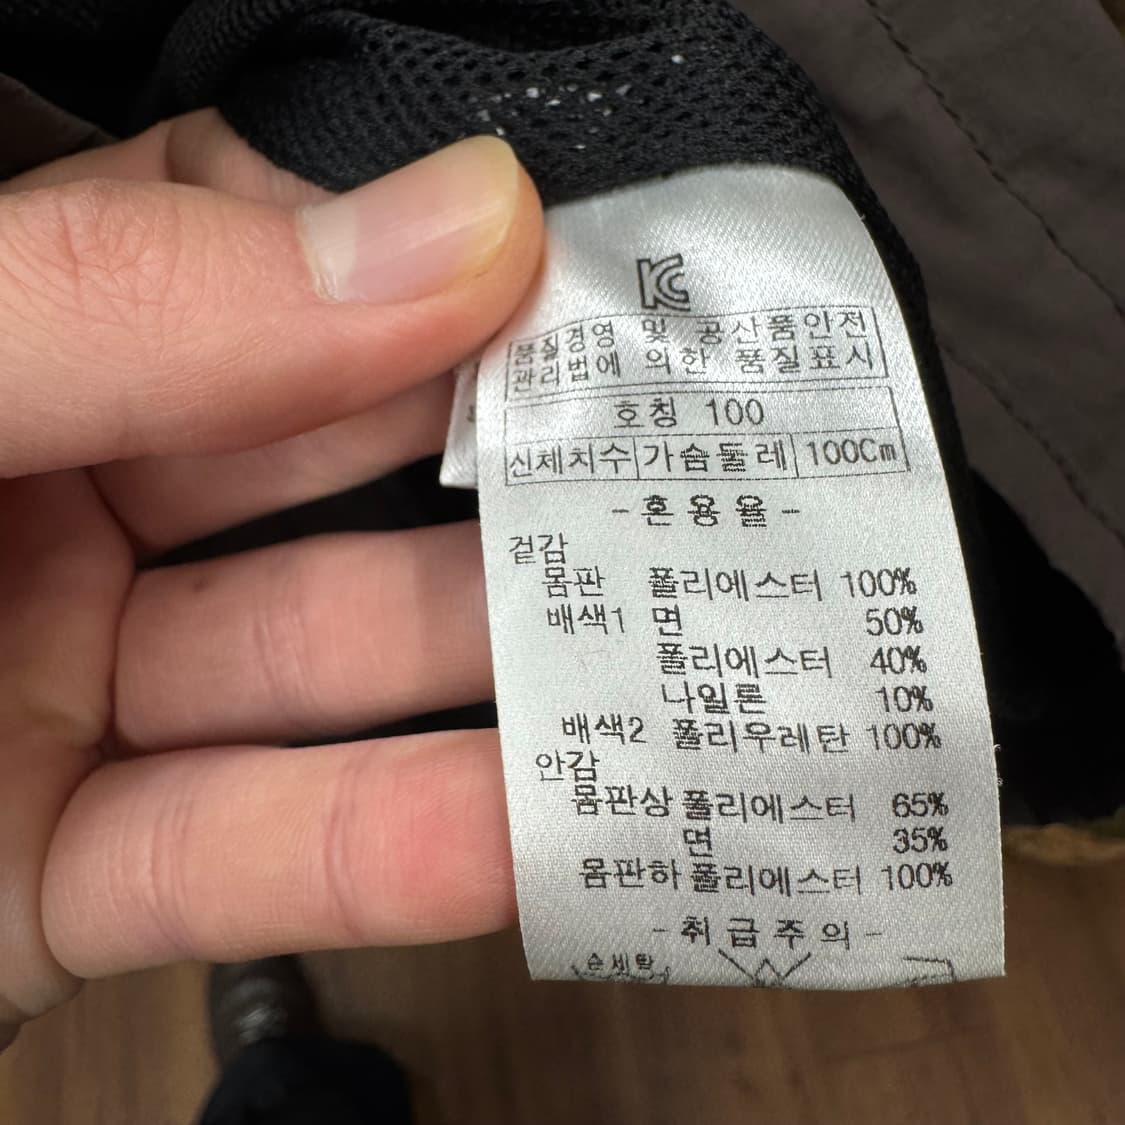 KC
품질경영 및 공산품안전
관리법에 의한 품질표시
호칭 100
신체치수 가슴둘레 100Cm
-혼용율-
겉감
몸판 폴리에스터 100%
배색1 면 50%
폴리에스터 40%
나일론 10%
배색2 폴리우레탄 100%
안감
몸판상 폴리에스터 65%
면 35%
몸판하 폴리에스터 100%
-취급주의-
손세탁